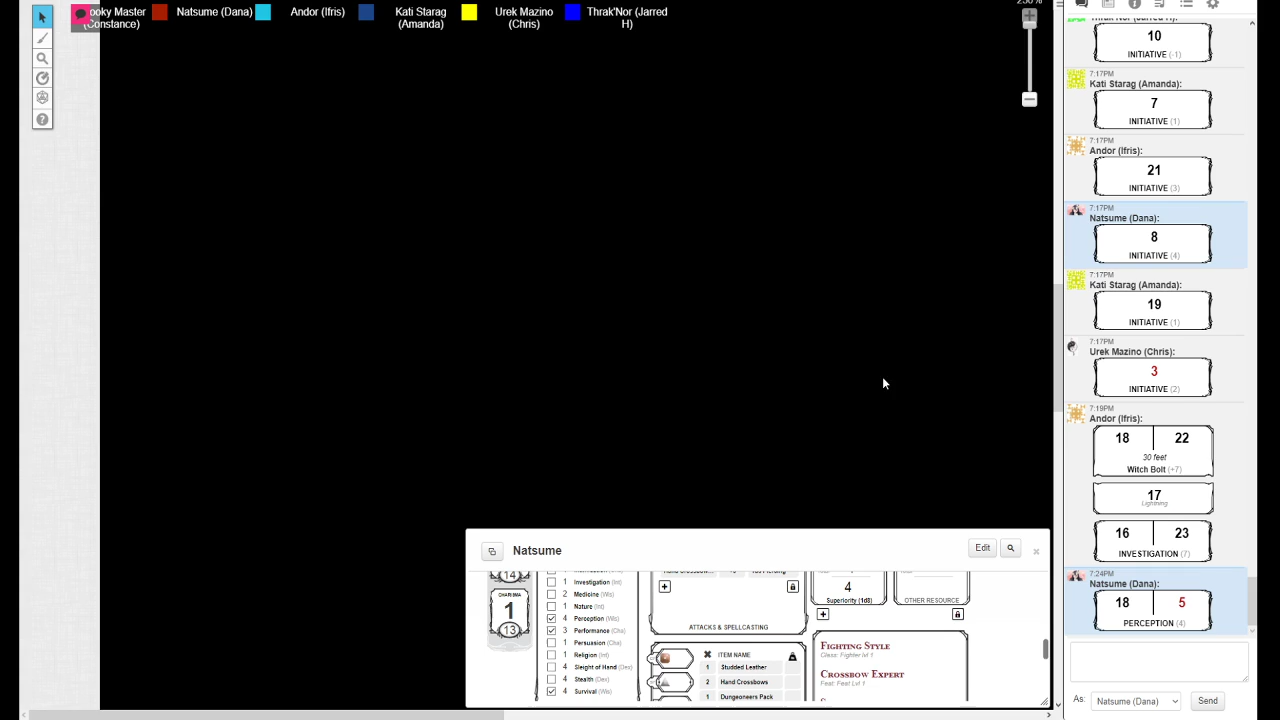 ooky Master
(Constance)
Natsume (Dana)
Andor (Ifris)
Kati Starag
(Amanda)
Urek Mazino
(Chris)
Thrak'Nor (Jarred
H)
10
INITIATIVE (-1)
7:17PM
Kati Starag (Amanda):
7
INITIATIVE (1)
7:17PM
Andor (Ifris):
21
INITIATIVE (3)
7:17PM
Natsume (Dana):
8
INITIATIVE (4)
7:17PM
Kati Starag (Amanda):
19
INITIATIVE (1)
7:17PM
Urek Mazino (Chris):
3
INITIATIVE (2)
7:19PM
Andor (Ifris):
18 22
30 feet
Witch Bolt (+7)
17
Lightning
16 23
INVESTIGATION (7)
7:24PM
Natsume (Dana):
18 5
PERCEPTION (4)
As: Natsume (Dana) Send
Natsume
Edit
14
CHARISMA
1
13
1 Investigation (Int)
2 Medicine (Wis)
1 Nature (Int)
4 Perception (Wis)
3 Performance (Cha)
1 Persuasion (Cha)
1 Religion (Int)
4 Sleight of Hand (Dex)
4 Stealth (Dex)
4 Survival (Wis)
ATTACKS & SPELLCASTING
ITEM NAME
1 Studded Leather
2 Hand Crossbows
1 Dungeoneers Pack
4
Superiority (1d8)
OTHER RESOURCE
FIGHTING STYLE
Class: Fighter lvl 1
CROSSBOW EXPERT
Feat: Feat Lvl 1